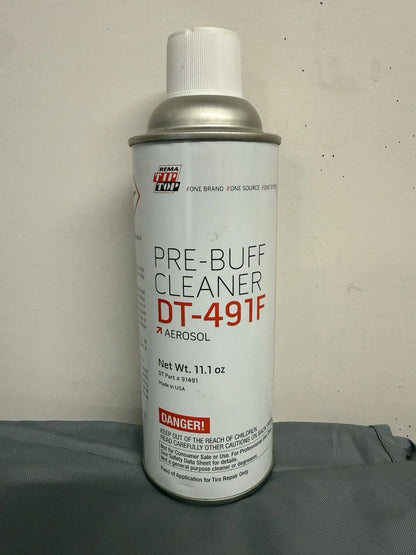 REMA
TIP
TOP
//ONE BRAND //ONE SOURCE //ONE
PRE-BUFF
CLEANER
DT-491F
AEROSOL
Net Wt. 11.1 oz
DT Part # 91491
Made in USA
DANGER!
KEEP OUT OF THE REACH OF CHILDREN.
READ CAREFULLY OTHER CAUTIONS ON BACK
Not for Consumer Sale or Use. For Professional
See Safety Data Sheet for details.
Not a general purpose cleaner or degreaser.
Field of Application for Tire Repair Only